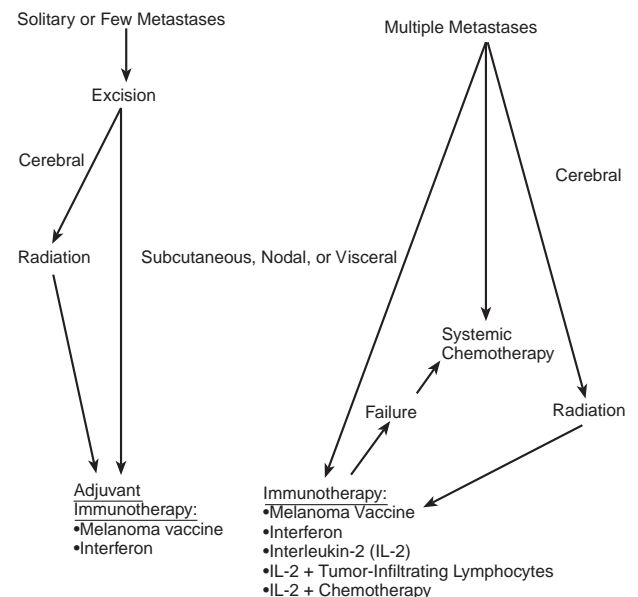 Solitary or Few Metastases
Multiple Metastases
Excision
Cerebral
Cerebral
Radiation
Subcutaneous, Nodal, or Visceral
Systemic
Chemotherapy
Failure
Radiation
Adjuvant
Immunotherapy:
•Melanoma vaccine
•Interferon
Immunotherapy:
•Melanoma Vaccine
•Interferon
•Interleukin-2 (IL-2)
•IL-2 + Tumor-Infiltrating Lymphocytes
•IL-2 + Chemotherapy